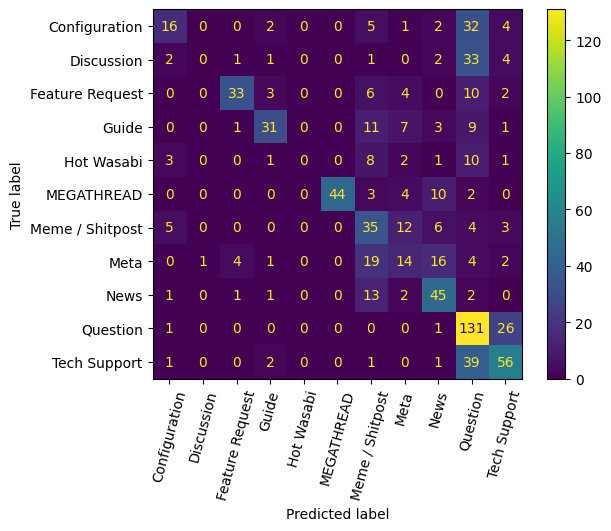 True label
Configuration 16 0 0 2 0 0 5 1 2 32 4
Discussion 2 0 1 1 0 0 1 0 2 33 4
Feature Request 0 0 33 3 0 0 6 4 0 10 2
Guide 0 0 1 31 0 0 11 7 3 9 1
Hot Wasabi 3 0 0 1 0 0 8 2 1 10 1
MEGATHREAD 0 0 0 0 0 44 3 4 10 2 0
Meme / Shitpost 5 0 0 0 0 0 35 12 6 4 3
Meta 0 1 4 1 0 0 19 14 16 4 2
News 1 0 1 1 0 0 13 2 45 2 0
Question 1 0 0 0 0 0 0 0 1 131 26
Tech Support 1 0 0 2 0 0 1 0 1 39 56
Configuration
Discussion
Feature Request
Guide
Hot Wasabi
MEGATHREAD
Meme / Shitpost
Meta
News
Question
Tech Support
Predicted label
120
100
80
60
40
20
0